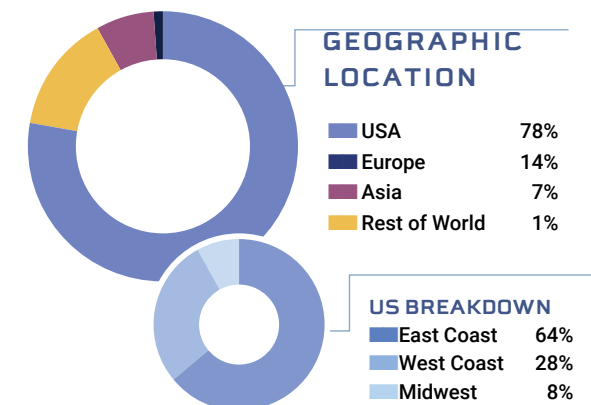 GEOGRAPHIC
LOCATION
USA 78%
Europe 14%
Asia 7%
Rest of World 1%
US BREAKDOWN
East Coast 64%
West Coast 28%
Midwest 8%